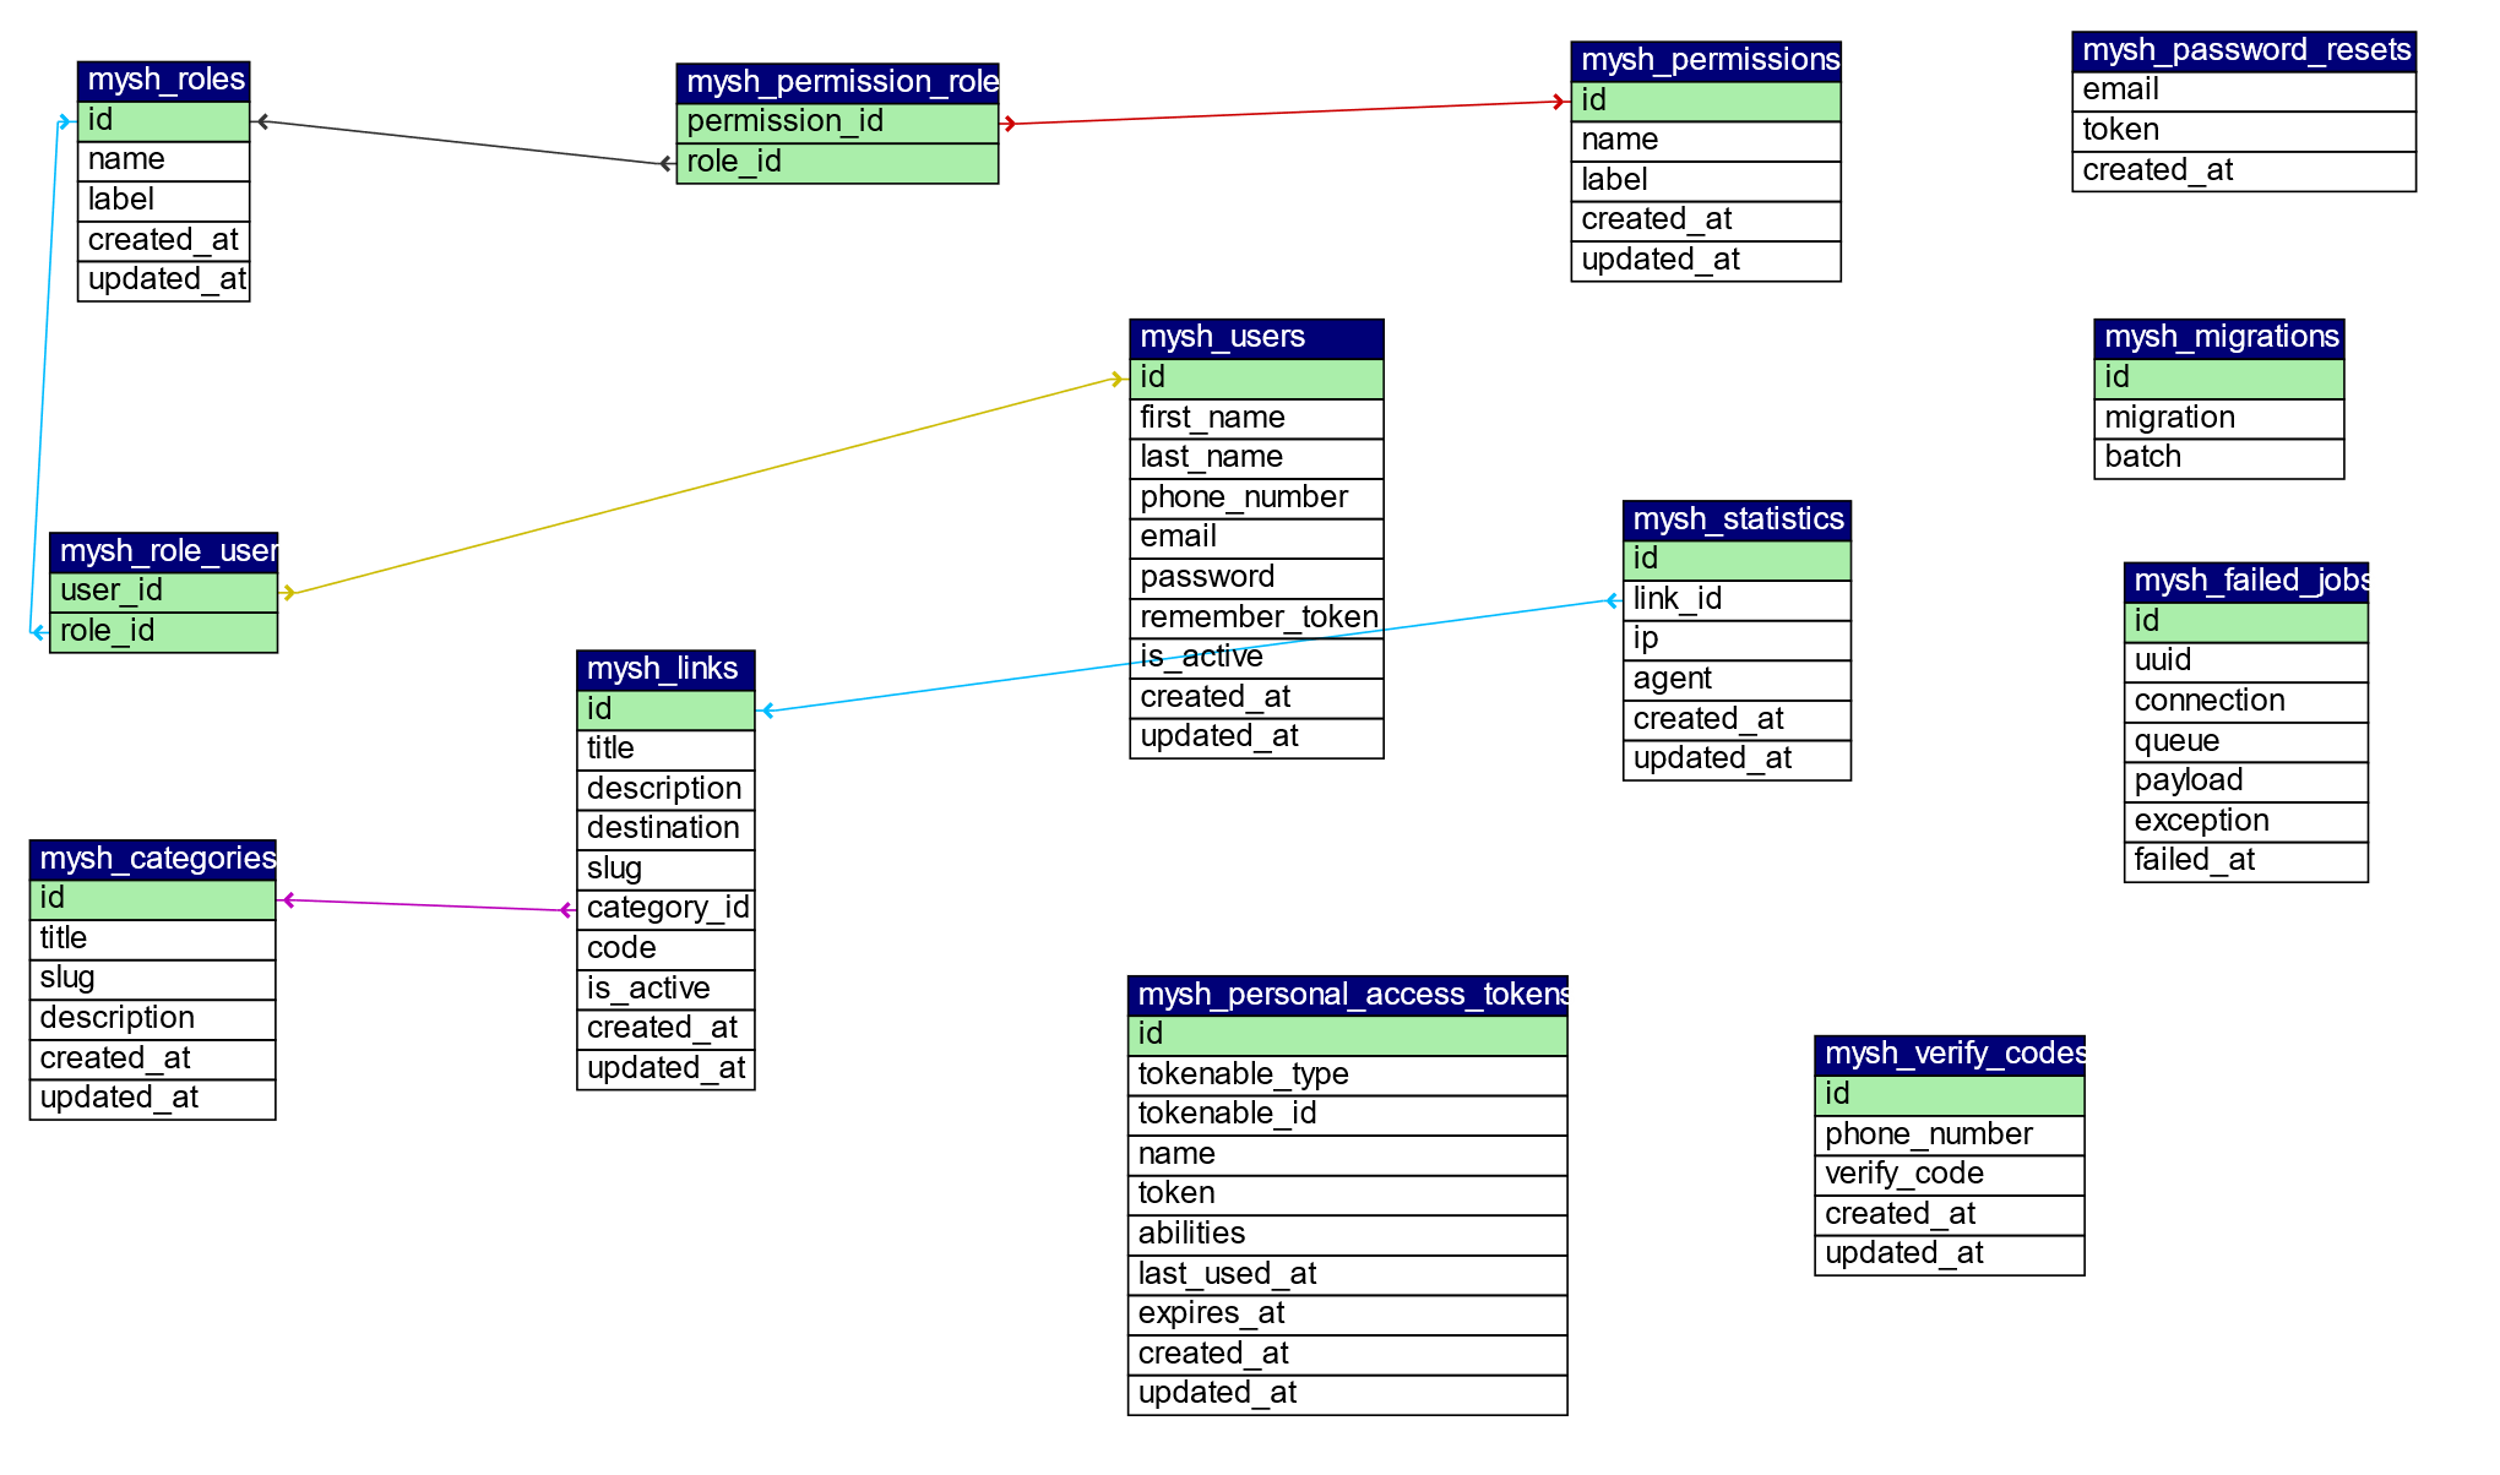 mysh_roles
id
name
label
created_at
updated_at
mysh_permission_role
permission_id
role_id
mysh_permissions
id
name
label
created_at
updated_at
mysh_password_resets
email
token
created_at
mysh_users
id
first_name
last_name
phone_number
email
password
remember_token
is_active
created_at
updated_at
mysh_migrations
id
migration
batch
mysh_role_user
user_id
role_id
mysh_statistics
id
link_id
ip
agent
created_at
updated_at
mysh_failed_jobs
id
uuid
connection
queue
payload
exception
failed_at
mysh_links
id
title
description
destination
slug
category_id
code
is_active
created_at
updated_at
mysh_categories
id
title
slug
description
created_at
updated_at
mysh_personal_access_tokens
id
tokenable_type
tokenable_id
name
token
abilities
last_used_at
expires_at
created_at
updated_at
mysh_verify_codes
id
phone_number
verify_code
created_at
updated_at